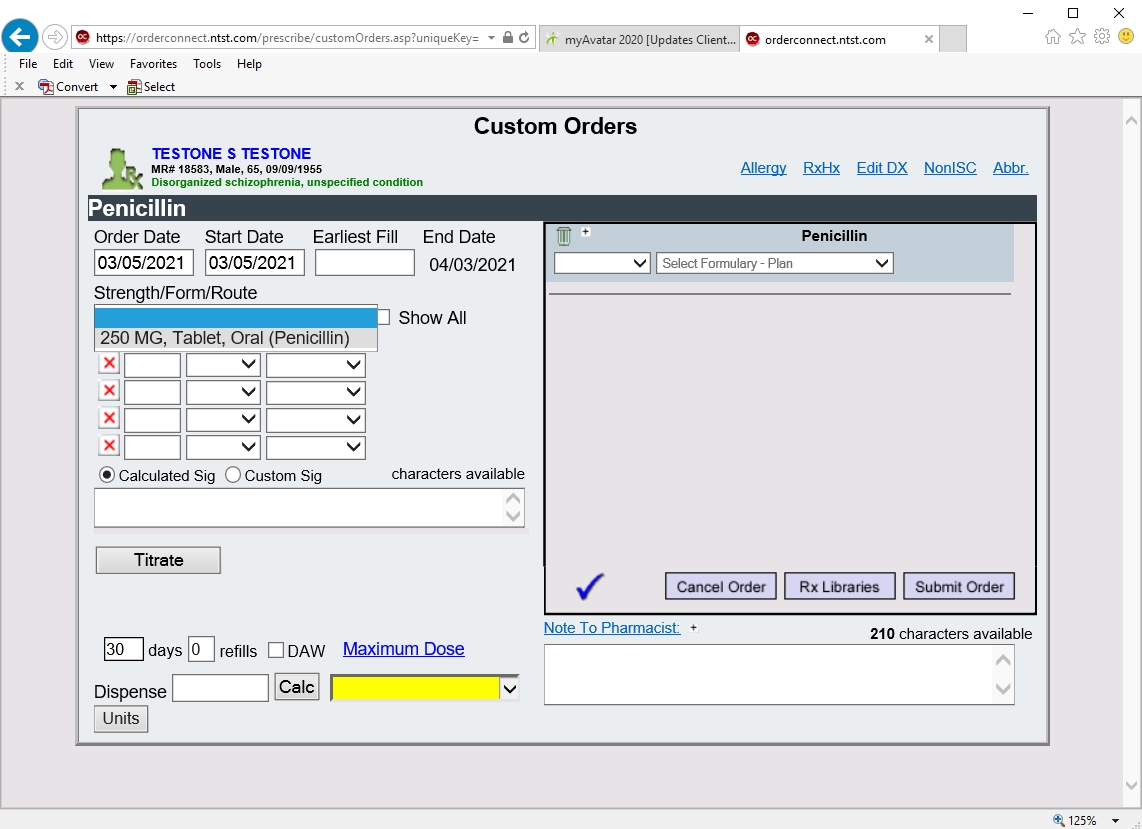 https://orderconnect.ntst.com/prescribe/customOrders.asp?uniqueKey=
myAvatar 2020 [Updates Client...
orderconnect.ntst.com
File Edit View Favorites Tools Help
Convert Select
Custom Orders
TESTONE S TESTONE
MR# 18583, Male, 65, 09/09/1955
Disorganized schizophrenia, unspecified condition
Allergy RxHx Edit DX NonISC Abbr.
Penicillin
Order Date Start Date Earliest Fill End Date
03/05/2021 03/05/2021 04/03/2021
Strength/Form/Route
Show All
250 MG, Tablet, Oral (Penicillin)
Calculated Sig Custom Sig characters available
Titrate
30 days 0 refills DAW Maximum Dose
Dispense Calc
Units
+ Penicillin
Select Formulary - Plan
Cancel Order Rx Libraries Submit Order
Note To Pharmacist: + 210 characters available
125%